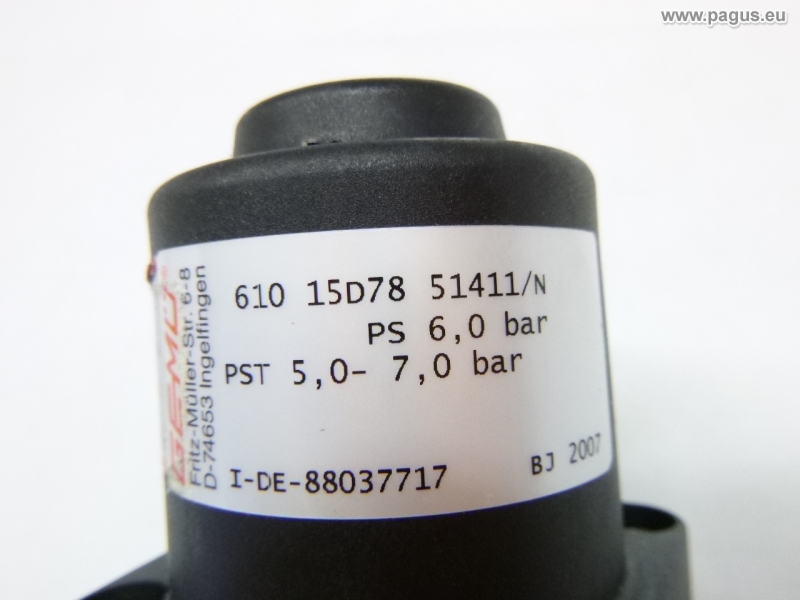 www.pagus.eu
610 15D78 51411/N
PS 6,0 bar
PST 5,0- 7,0 bar
I-DE-88037717
BJ 2007
GEMÜ
Fritz-Müller-Str. 6-8
D-74653 Ingelfingen